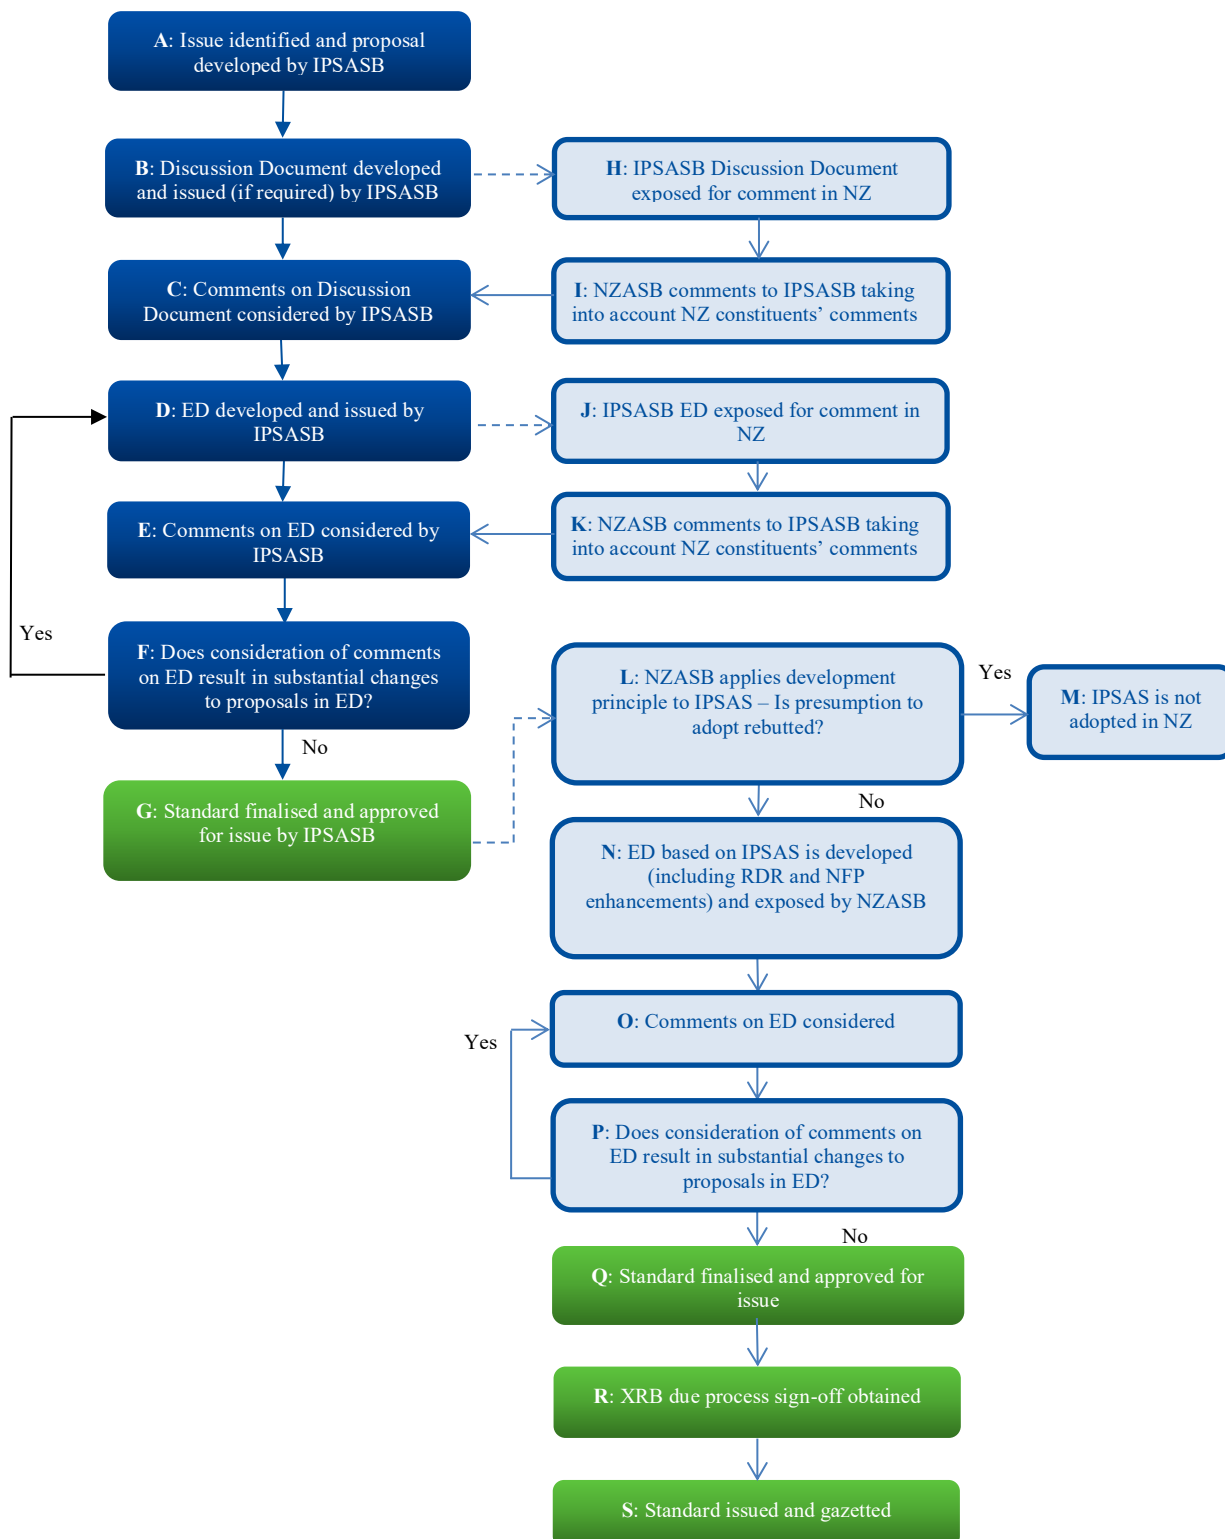 A: Issue identified and proposal
developed by IPSASB
B: Discussion Document developed
and issued (if required) by IPSASB
H: IPSASB Discussion Document
exposed for comment in NZ
C: Comments on Discussion
Document considered by IPSASB
I: NZASB comments to IPSASB taking
into account NZ constituents’ comments
D: ED developed and issued by
IPSASB
J: IPSASB ED exposed for comment in
NZ
E: Comments on ED considered by
IPSASB
K: NZASB comments to IPSASB taking
into account NZ constituents’ comments
Yes
F: Does consideration of comments
on ED result in substantial changes
to proposals in ED?
L: NZASB applies development
principle to IPSAS – Is presumption to
adopt rebutted?
Yes
M: IPSAS is not
adopted in NZ
No
G: Standard finalised and approved
for issue by IPSASB
No
N: ED based on IPSAS is developed
(including RDR and NFP
enhancements) and exposed by NZASB
O: Comments on ED considered
Yes
P: Does consideration of comments on
ED result in substantial changes to
proposals in ED?
No
Q: Standard finalised and approved for
issue
R: XRB due process sign-off obtained
S: Standard issued and gazetted